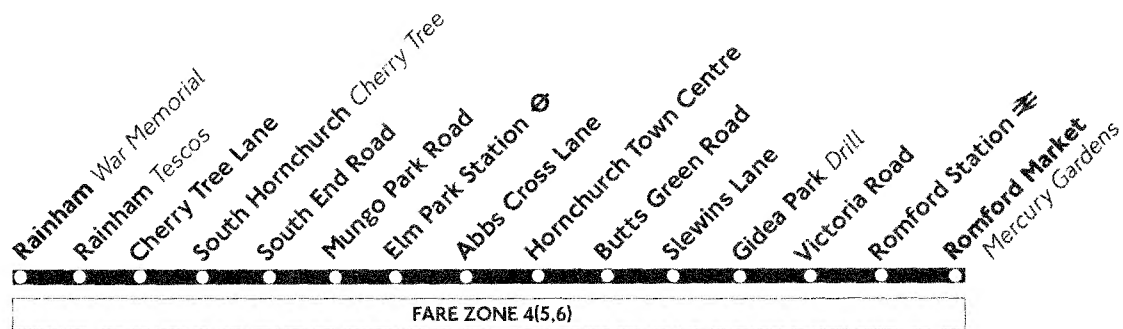 Rainham War Memorial
Rainham Tescos
Cherry Tree Lane
South Hornchurch Cherry Tree
South End Road
Mungo Park Road
Elm Park Station
Abbs Cross Lane
Hornchurch Town Centre
Butts Green Road
Slewins Lane
Gidea Park Drill
Victoria Road
Romford Station
Romford Market
Mercury Gardens
FARE ZONE 4(5,6)